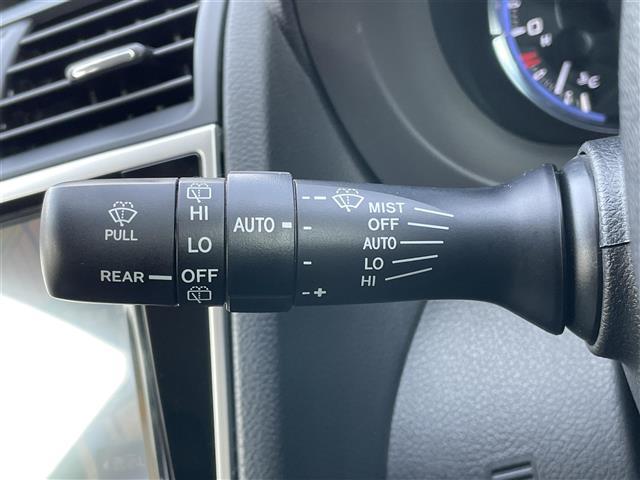 PULL
REAR
HI
LO
OFF
AUTO
- -
-
-
- +
MIST
OFF
AUTO
LO
HI
H